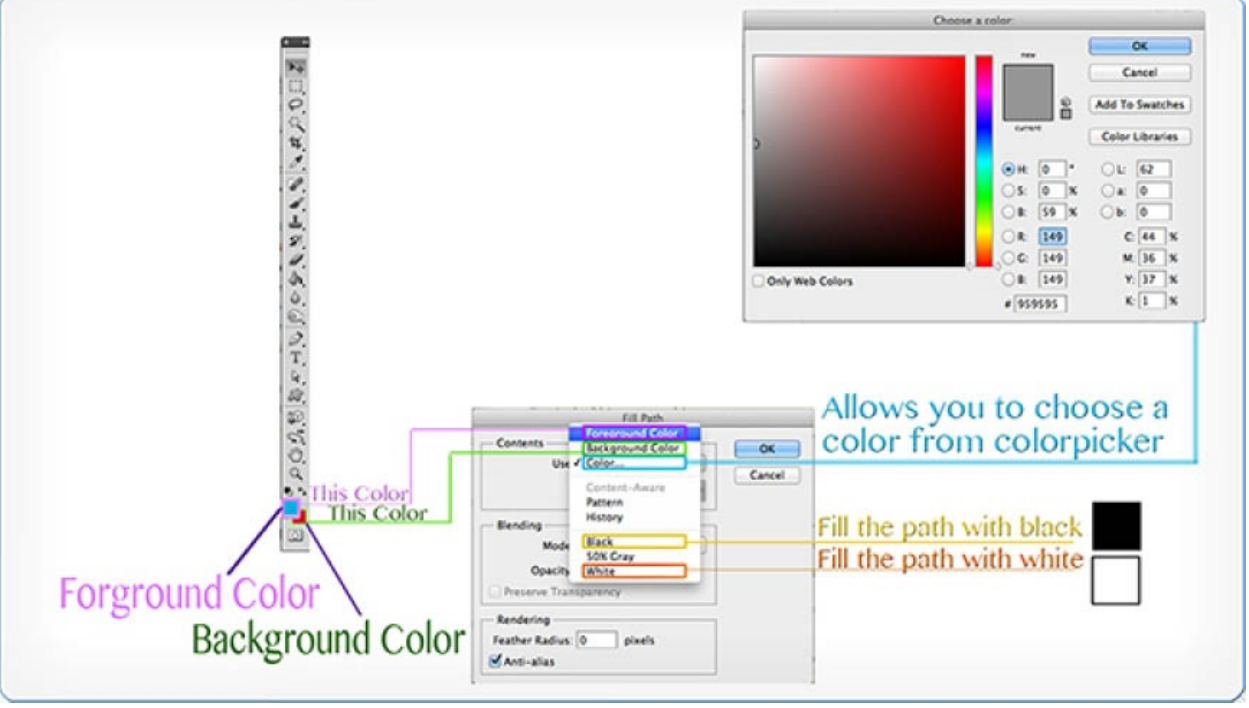 Choose a color:
new
OK
Cancel
current
Add To Swatches
Color Libraries
H: 0 °
L: 62
S: 0 %
a: 0
B: 59 %
b: 0
R: 149
C: 44 %
G: 149
M: 36 %
B: 149
Y: 37 %
# 959595
K: 1 %
Only Web Colors
Allows you to choose a
color from colorpicker
Fill Path
Contents
Use
Foreground Color
Background Color
Color...
Content-Aware
Pattern
History
Black
50% Gray
White
OK
Cancel
Blending
Mode
Opacity
Preserve Transparency
Rendering
Feather Radius: 0 pixels
Anti-alias
This Color
This Color
Forground Color
Background Color
Fill the path with black
Fill the path with white
T